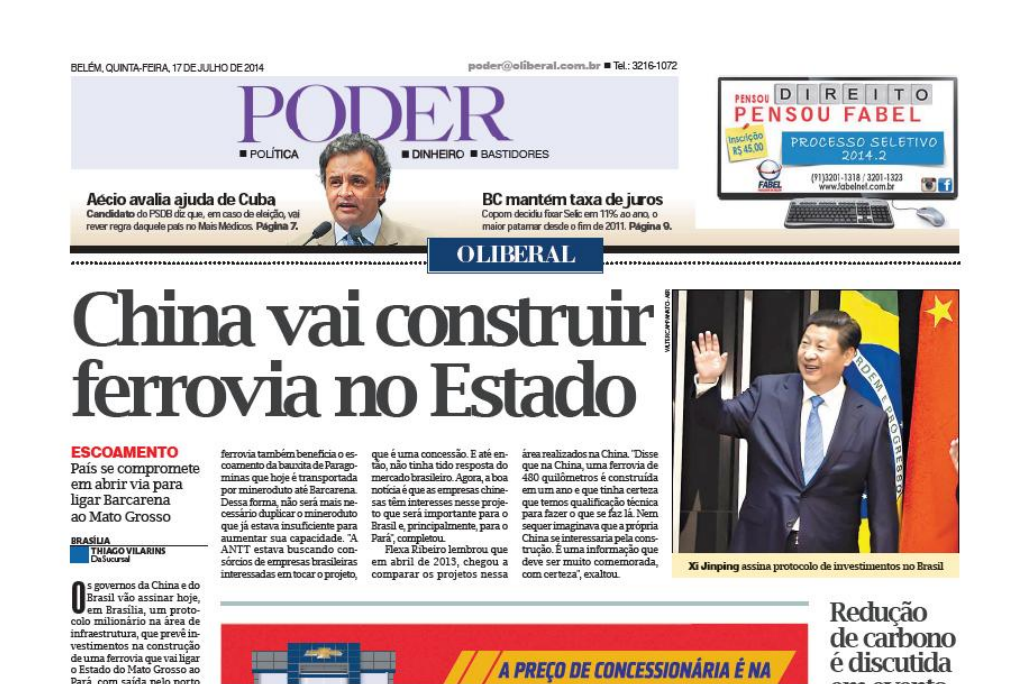 BELÉM, QUINTA-FEIRA, 17 DE JULHO DE 2014
poder@oliberal.com.br ■ Tel.: 3216-1072
PODER
■ POLÍTICA ■ DINHEIRO ■ BASTIDORES
Aécio avalia ajuda de Cuba
Candidato do PSDB diz que, em caso de eleição, vai
rever regra daquele país no Mais Médicos. Página 7.
BC mantém taxa de juros
Copom decidiu fixar Selic em 11% ao ano, o
maior patamar desde o fim de 2011. Página 9.
PENSOU DIREITO
PENSOU FABEL
Inscrição
R$ 45,00
PROCESSO SELETIVO
2014.2
FABEL
(91)3201-1318 / 3201-1323
www.fabelnet.com.br
O LIBERAL
China vai construir
ferrovia no Estado
ESCOAMENTO
País se compromete
em abrir via para
ligar Barcarena
ao Mato Grosso
BRASÍLIA
THIAGO VILARINS
Da Sucursal
Os governos da China e do
Brasil vão assinar hoje,
em Brasília, um proto-
colo milionário na área de
infraestrutura, que prevê in-
vestimentos na construção
de uma ferrovia que vai ligar
o Estado do Mato Grosso ao
Pará, com saída pelo porto
ferrovia também beneficia o es-
coamento da bauxita de Parago-
minas que hoje é transportada
por mineroduto até Barcarena.
Dessa forma, não será mais ne-
cessário duplicar o mineroduto
que já estava insuficiente para
aumentar sua capacidade. "A
ANTT estava buscando con-
sórcios de empresas brasileiras
interessadas em tocar o projeto,
que é uma concessão. E até en-
tão, não tinha tido resposta do
mercado brasileiro. Agora, a boa
notícia é que as empresas chine-
sas têm interesses nesse proje-
to que será importante para o
Brasil e, principalmente, para o
Pará", completou.
Flexa Ribeiro lembrou que
em abril de 2013, chegou a
comparar os projetos nessa
área realizados na China. "Disse
que na China, uma ferrovia de
480 quilômetros é construída
em um ano e que tinha certeza
que temos qualificação técnica
para fazer o que se faz lá. Nem
sequer imaginava que a própria
China se interessaria pela cons-
trução. É uma informação que
deve ser muito comemorada,
com certeza", exaltou.
ORDEM E PROGRESSO
Xi Jinping assina protocolo de investimentos no Brasil
A PREÇO DE CONCESSIONÁRIA É NA
Redução
de carbono
é discutida
em evento